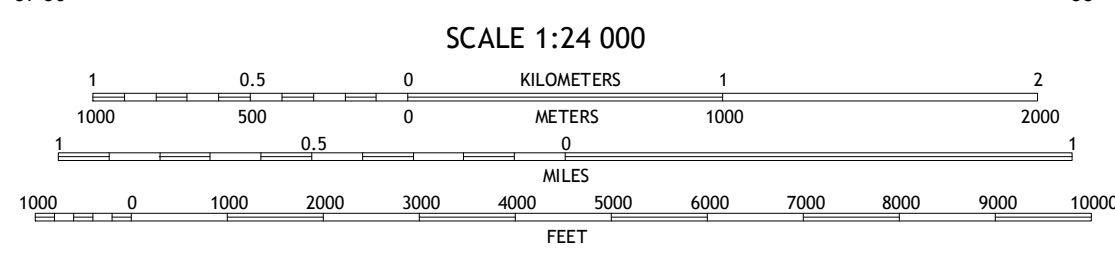 SCALE 1:24 000
1 0.5 0 KILOMETERS 1 2
1000 500 0 METERS 1000 2000
1 0.5 0 1
MILES
1000 0 1000 2000 3000 4000 5000 6000 7000 8000 9000 10000
FEET